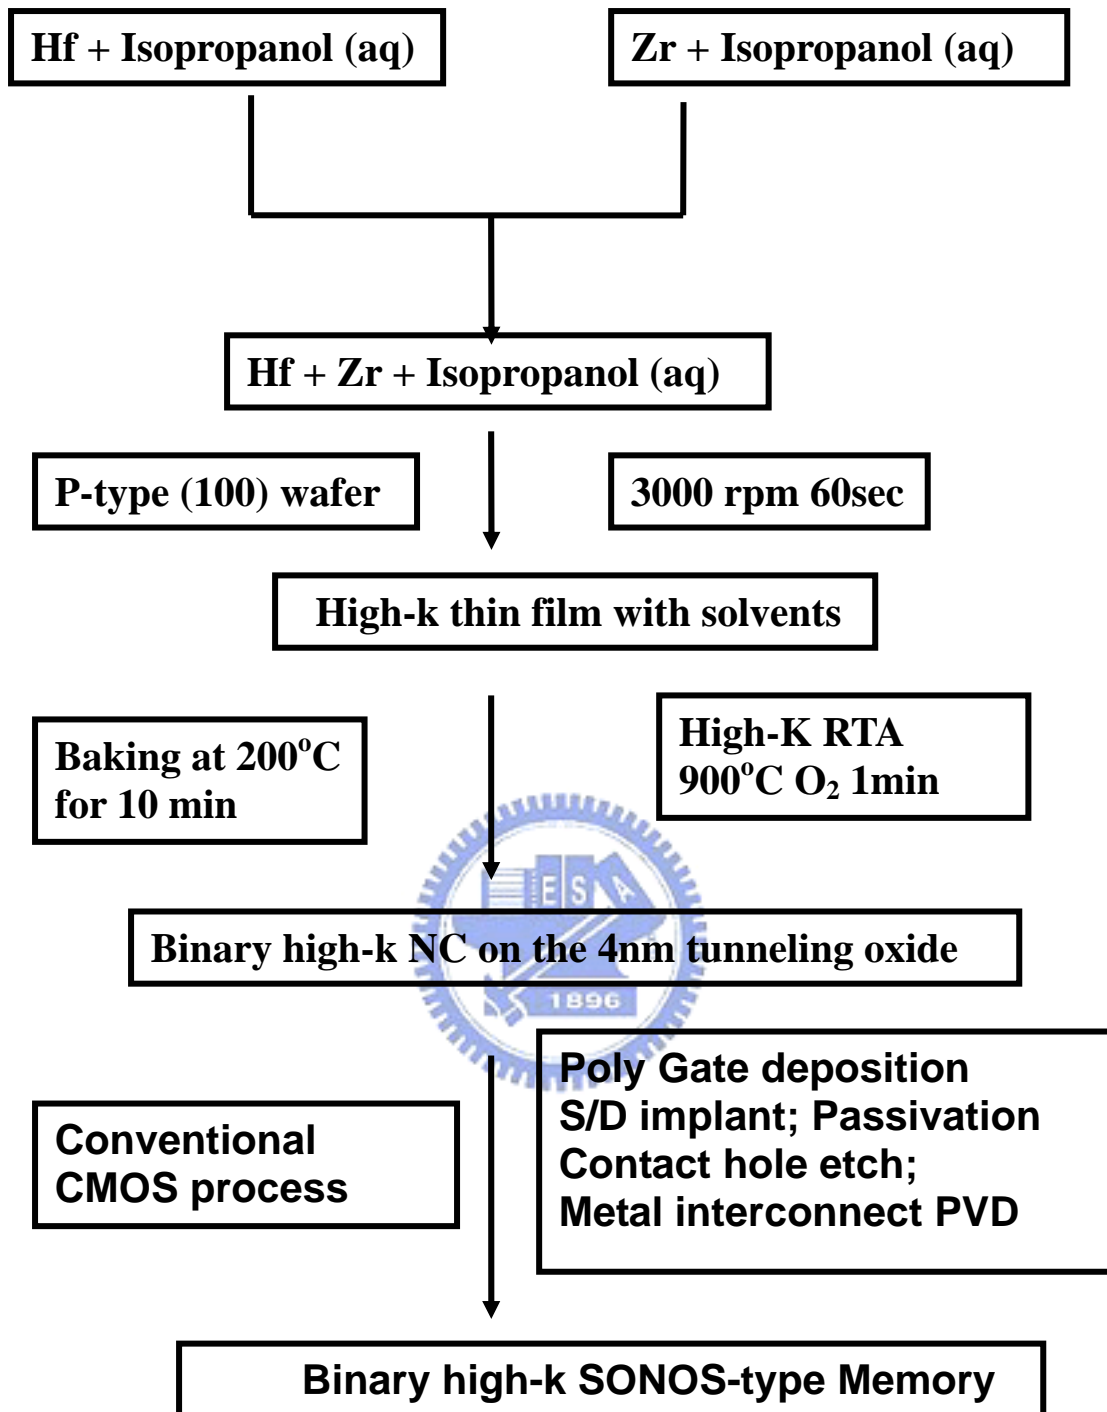 Hf + Isopropanol (aq)
Zr + Isopropanol (aq)
Hf + Zr + Isopropanol (aq)
P-type (100) wafer
3000 rpm 60sec
High-k thin film with solvents
Baking at 200°C
for 10 min
High-K RTA
900°C O₂ 1min
ESA
Binary high-k NC on the 4nm tunneling oxide
1896
Conventional
CMOS process
Poly Gate deposition
S/D implant; Passivation
Contact hole etch;
Metal interconnect PVD
Binary high-k SONOS-type Memory